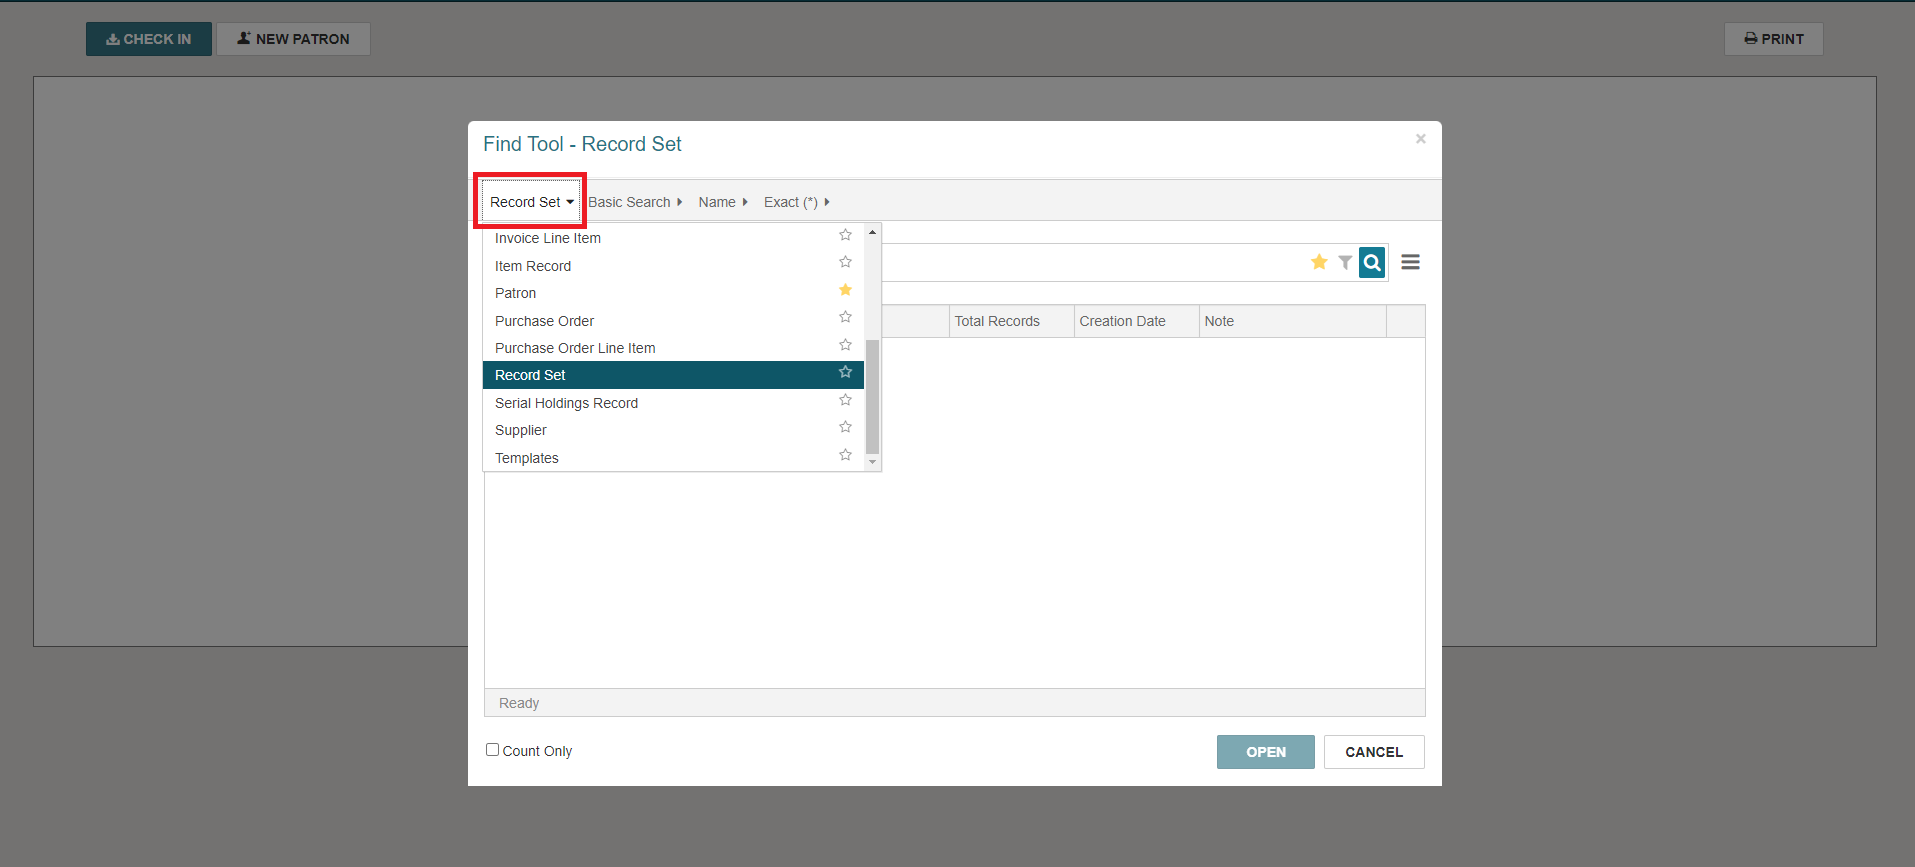 CHECK IN
NEW PATRON
PRINT
Find Tool - Record Set
×
Record Set
Basic Search
Name
Exact (*)
Invoice Line Item
Item Record
Patron
Purchase Order
Purchase Order Line Item
Record Set
Serial Holdings Record
Supplier
Templates
Total Records
Creation Date
Note
Ready
Count Only
OPEN
CANCEL